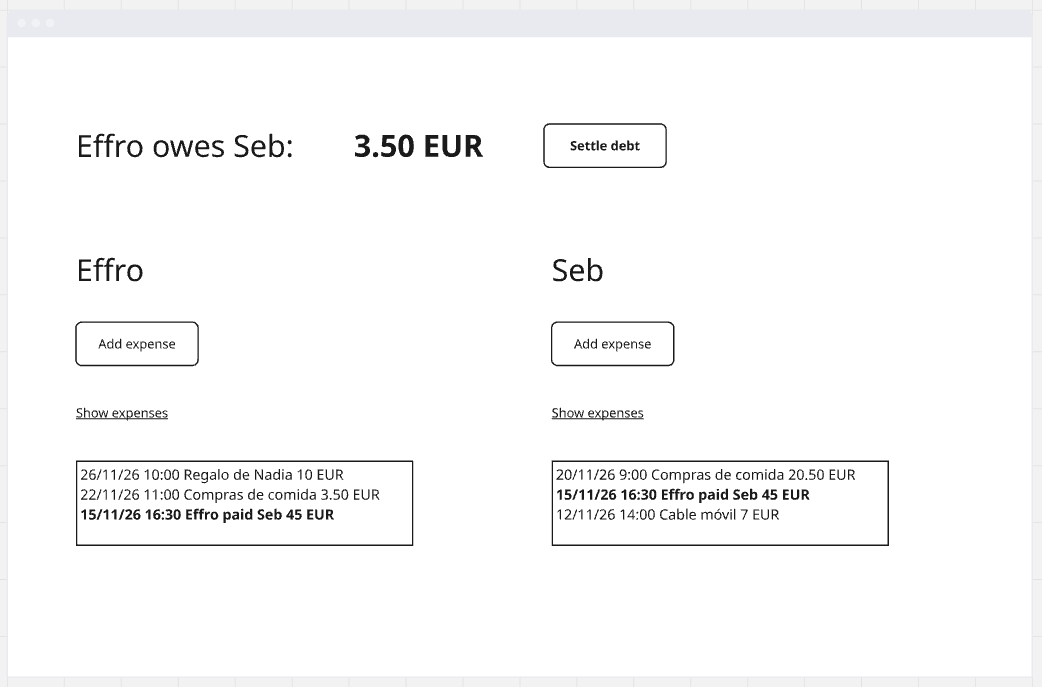 Effro owes Seb: 3.50 EUR Settle debt
Effro
Add expense
Show expenses
26/11/26 10:00 Regalo de Nadia 10 EUR
22/11/26 11:00 Compras de comida 3.50 EUR
15/11/26 16:30 Effro paid Seb 45 EUR
Seb
Add expense
Show expenses
20/11/26 9:00 Compras de comida 20.50 EUR
15/11/26 16:30 Effro paid Seb 45 EUR
12/11/26 14:00 Cable móvil 7 EUR